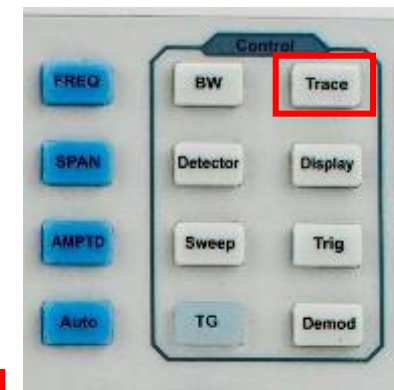 Control
FREQ
BW
Trace
SPAN
Detector
Display
AMPTD
Sweep
Trig
Auto
TG
Demod